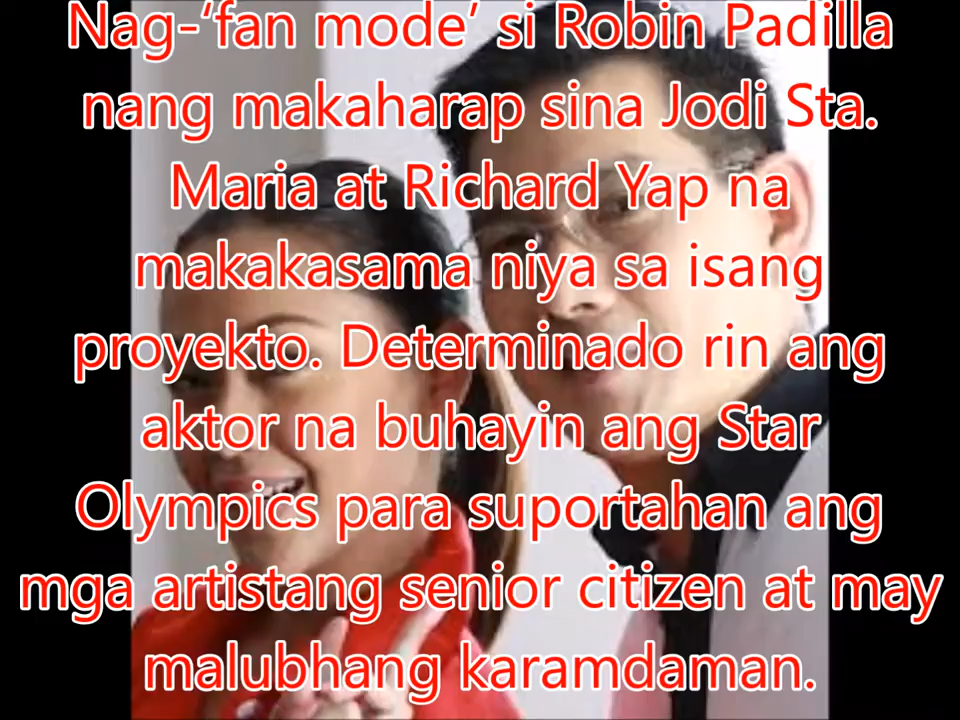 Nag-‘fan mode’ si Robin Padilla
nang makaharap sina Jodi Sta.
Maria at Richard Yap na
makakasama niya sa isang
proyekto. Determinado rin ang
aktor na buhayin ang Star
Olympics para suportahan ang
mga artistang senior citizen at may
malubhang karamdaman.